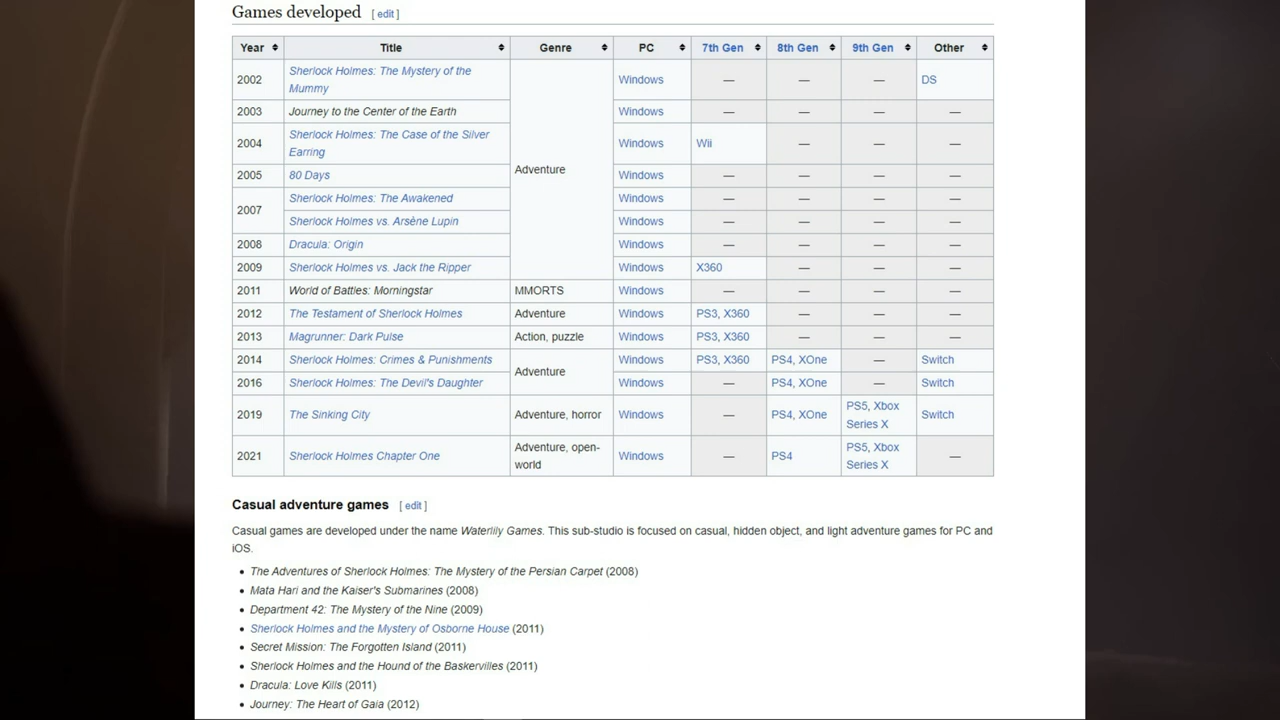 Games developed [ edit ]
Year Title Genre PC 7th Gen 8th Gen 9th Gen Other
2002 Sherlock Holmes: The Mystery of the Mummy Adventure Windows — — — DS
2003 Journey to the Center of the Earth Windows — — — —
2004 Sherlock Holmes: The Case of the Silver Earring Windows Wii — — —
2005 80 Days Windows — — — —
2007 Sherlock Holmes: The Awakened Windows — — — —
Sherlock Holmes vs. Arsène Lupin Windows — — — —
2008 Dracula: Origin Windows — — — —
2009 Sherlock Holmes vs. Jack the Ripper Windows X360 — — —
2011 World of Battles: Morningstar MMORTS Windows — — — —
2012 The Testament of Sherlock Holmes Adventure Windows PS3, X360 — — —
2013 Magrunner: Dark Pulse Action, puzzle Windows PS3, X360 — — —
2014 Sherlock Holmes: Crimes & Punishments Adventure Windows PS3, X360 PS4, XOne — Switch
2016 Sherlock Holmes: The Devil's Daughter Windows — PS4, XOne — Switch
2019 The Sinking City Adventure, horror Windows — PS4, XOne PS5, Xbox Series X Switch
2021 Sherlock Holmes Chapter One Adventure, open-world Windows — PS4 PS5, Xbox Series X —
Casual adventure games [ edit ]
Casual games are developed under the name Waterlily Games. This sub-studio is focused on casual, hidden object, and light adventure games for PC and
iOS.
• The Adventures of Sherlock Holmes: The Mystery of the Persian Carpet (2008)
• Mata Hari and the Kaiser's Submarines (2008)
• Department 42: The Mystery of the Nine (2009)
• Sherlock Holmes and the Mystery of Osborne House (2011)
• Secret Mission: The Forgotten Island (2011)
• Sherlock Holmes and the Hound of the Baskervilles (2011)
• Dracula: Love Kills (2011)
• Journey: The Heart of Gaia (2012)